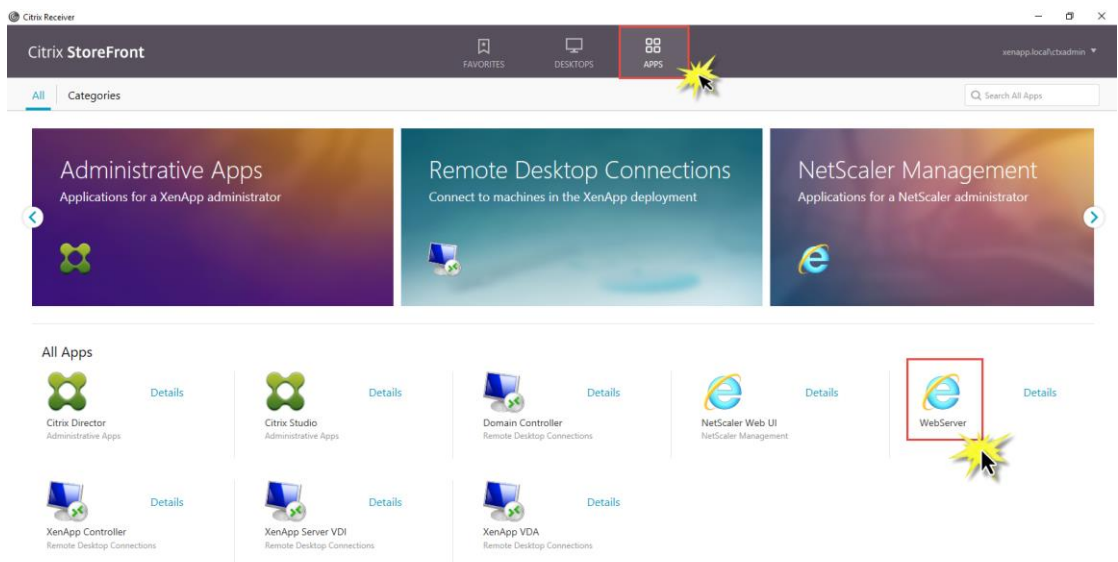 Citrix Receiver
Citrix StoreFront
FAVORITES
DESKTOPS
APPS
xenapp.local\ctxadmin
All
Categories
Search All Apps
Administrative Apps
Applications for a XenApp administrator
Remote Desktop Connections
Connect to machines in the XenApp deployment
NetScaler Management
Applications for a NetScaler administrator
All Apps
Details
Citrix Director
Administrative Apps
Details
Citrix Studio
Administrative Apps
Details
Domain Controller
Remote Desktop Connections
Details
NetScaler Web UI
NetScaler Management
Details
WebServer
Details
XenApp Controller
Remote Desktop Connections
Details
XenApp Server VDI
Remote Desktop Connections
Details
XenApp VDA
Remote Desktop Connections